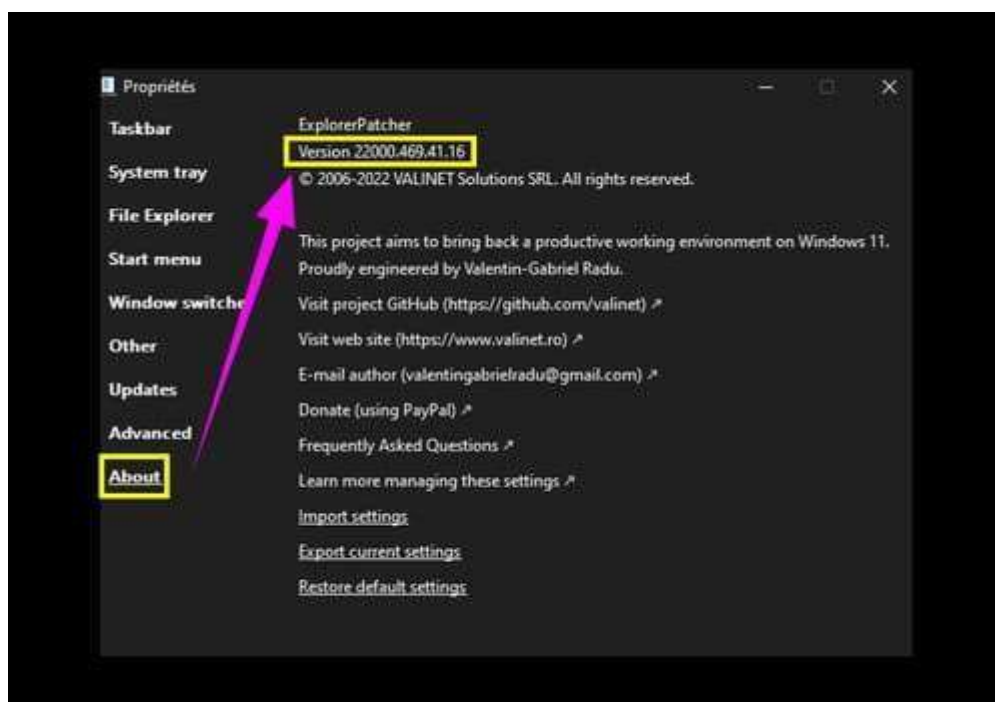 Propriétés
Taskbar
System tray
File Explorer
Start menu
Window switche
Other
Updates
Advanced
About
ExplorerPatcher
Version 22000.469.41.16
© 2006-2022 VALINET Solutions SRL. All rights reserved.
This project aims to bring back a productive working environment on Windows 11.
Proudly engineered by Valentin-Gabriel Radu.
Visit project GitHub (https://github.com/valinet) ↗
Visit web site (https://www.valinet.ro) ↗
E-mail author (valentingabrielradu@gmail.com) ↗
Donate (using PayPal) ↗
Frequently Asked Questions ↗
Learn more managing these settings ↗
Import settings
Export current settings
Restore default settings